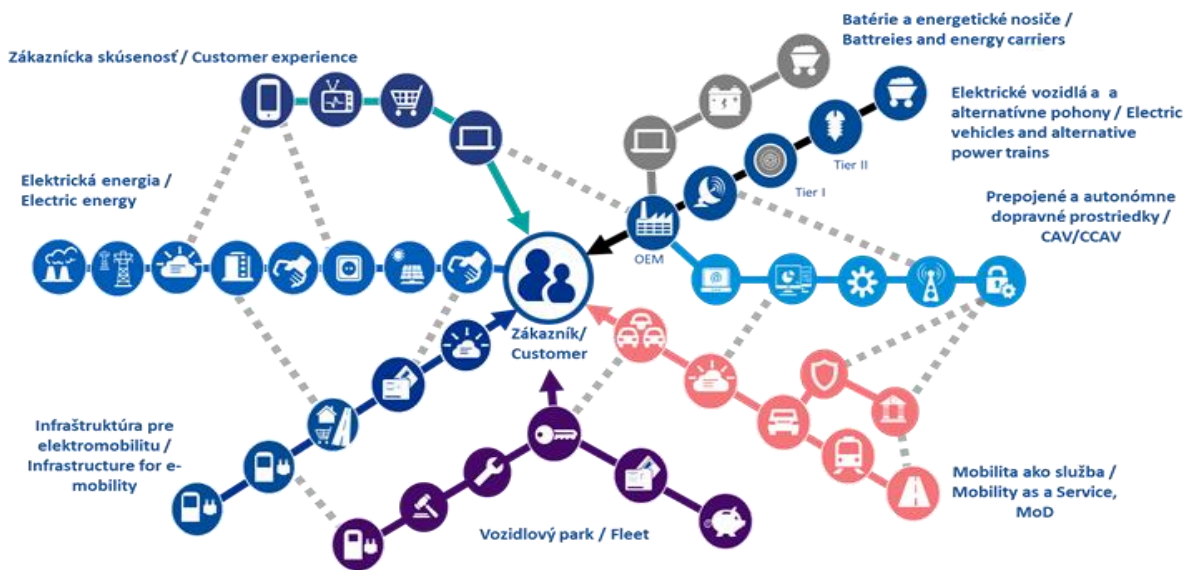 Batérie a energetické nosiče /
Battreies and energy carriers
Zákaznícka skúsenosť / Customer experience
Elektrické vozidlá a a
alternatívne pohony / Electric
vehicles and alternative
power trains
Tier II
Tier I
Elektrická energia /
Electric energy
Prepojené a autonómne
dopravné prostriedky /
CAV/CCAV
OEM
Zákazník/
Customer
Infraštruktúra pre
elektromobilitu /
Infrastructure for e-
mobility
Mobilita ako služba /
Mobility as a Service,
MoD
Vozidlový park / Fleet